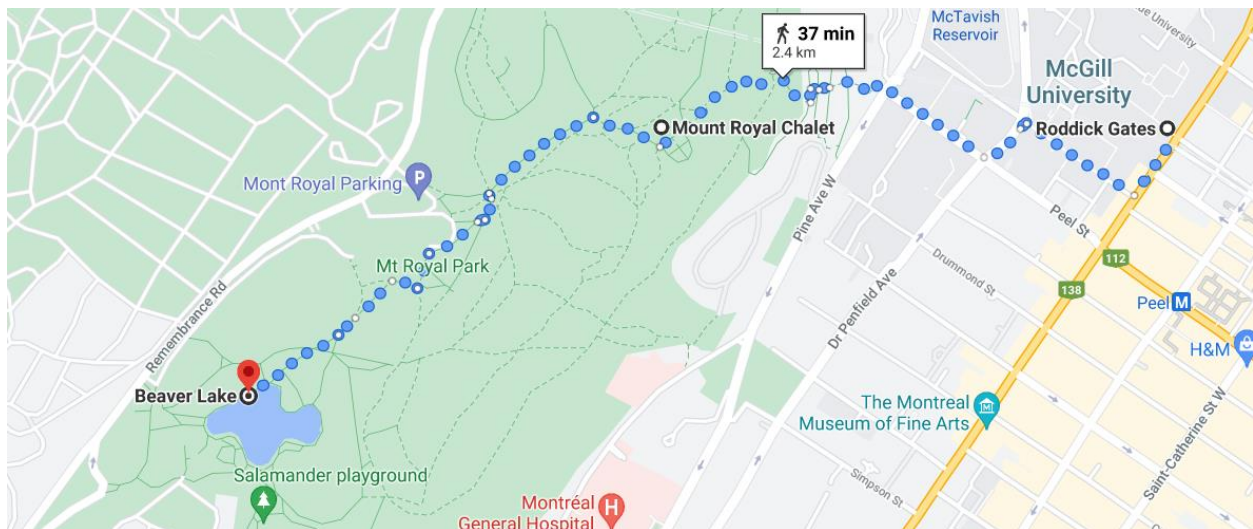 McTavish
Reservoir
University
37 min
2.4 km
McGill
University
Roddick Gates
Mount Royal Chalet
Mont Royal Parking
P
Pine Ave W
Peel St
Mt Royal Park
Drummond St
112
138
Peel M
Remembrance Rd
Dr Penfield Ave
H&M
Beaver Lake
The Montreal
Museum of Fine Arts
Saint-Catherine St W
Salamander playground
Simpson St
Montréal
General Hospital
H